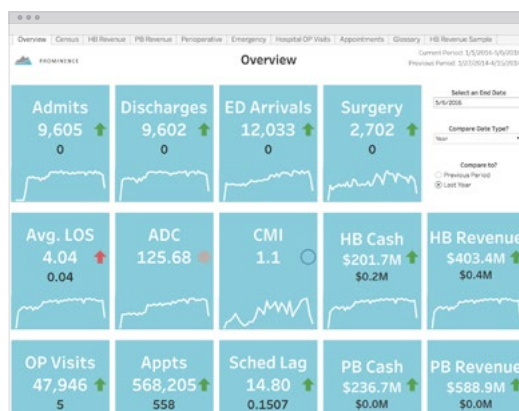 Overview Census HB Revenue PB Revenue Perioperative Emergency Hospital OP Visits Appointments Glossary HB Revenue Sample
PROMINENCE
Overview
Current Period:
Previous Period:
Admits
9,605
0
Discharges
9,602
0
ED Arrivals
12,033
0
Surgery
2,702
0
Select an End Date
5/6/2016
Compare Date Type?
Year
Compare to?
Previous Period
Last Year
Avg. LOS
4.04
0.04
ADC
125.68
CMI
1.1
HB Cash
$201.7M
$0.2M
HB Revenue
$403.4M
$0.4M
OP Visits
47,946
5
Appts
568,205
558
Sched Lag
14.80
0.1507
PB Cash
$236.7M
$0.0M
PB Revenue
$588.9M
$0.0M